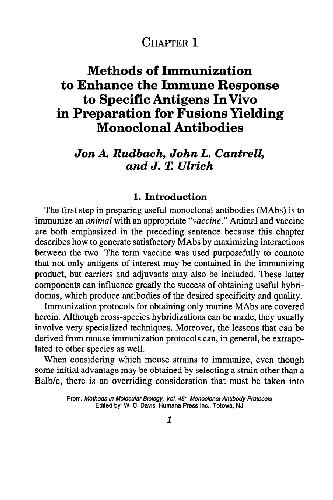 CHAPTER 1
Methods of Immunization
to Enhance the Immune Response
to Specific Antigens In Vivo
in Preparation for Fusions Yielding
Monoclonal Antibodies
Jon A. Rudbach, John L. Cantrell,
and J. T. Ulrich
1. Introduction
The first step in preparing useful monoclonal antibodies (MAbs) is to
immunize an animal with an appropriate "vaccine." Animal and vaccine
are both emphasized in the preceding sentence because this chapter
describes how to generate satisfactory MAbs by maximizing interactions
between the two. The term vaccine was used purposefully to connote
that not only antigens of interest may be contained in the immunizing
product, but carriers and adjuvants may also be included. These latter
components can influence greatly the success of obtaining useful hybri-
domas, which produce antibodies of the desired specificity and quality.
Immunization protocols for obtaining only murine MAbs are covered
herein. Although cross-species hybridizations can be made, they usually
involve very specialized techniques. Moreover, the lessons that can be
derived from mouse immunization protocols can, in general, be extrapo-
lated to other species as well.
When considering which mouse strains to immunize, even though
some initial advantage may be obtained by selecting a strain other than a
Balb/c, there is an overriding consideration that must be taken into
From. Methods in Molecular Biology, Vol. 45: Monoclonal Antibody Protocols
Edited by W. C. Davis Humana Press Inc., Totowa, NJ
1